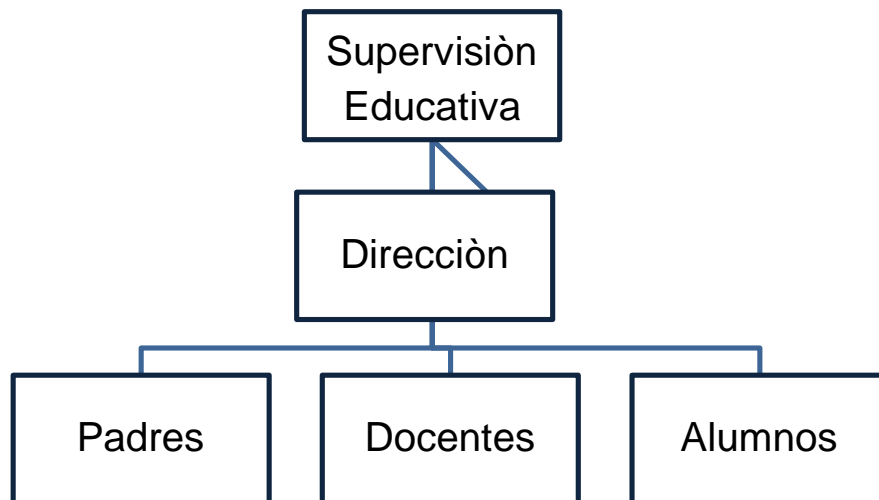 Supervisiòn
Educativa
Direcciòn
Padres
Docentes
Alumnos